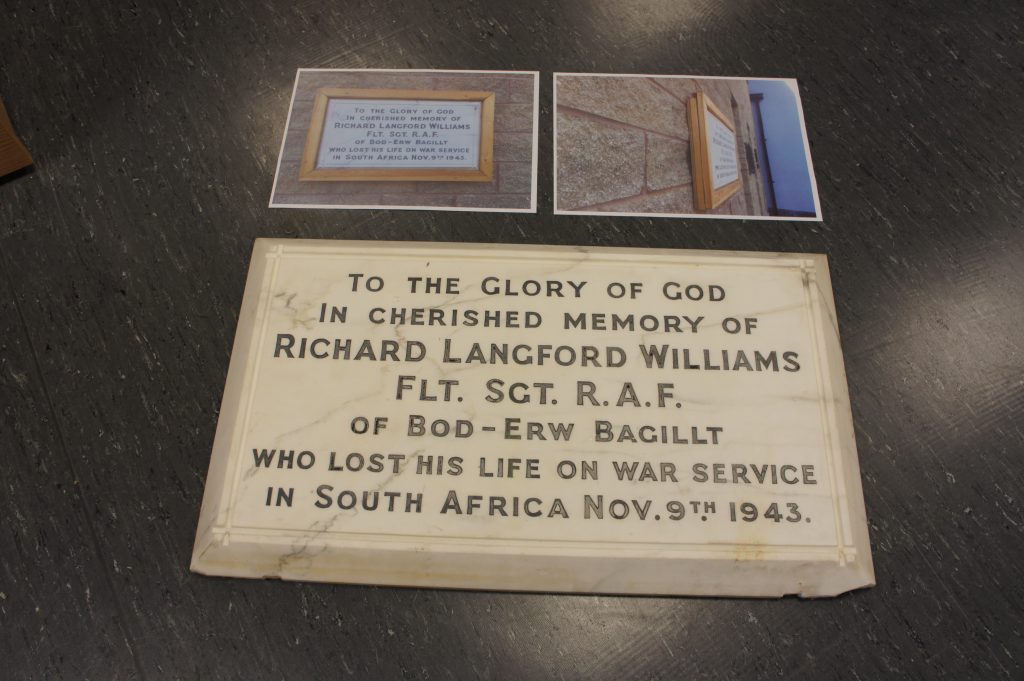 To the Glory of God
In cherished memory of
Richard Langford Williams
Flt. Sgt. R.A.F.
of Bod-Erw Bagillt
who lost his life on war service
in South Africa Nov. 9th 1943.
To the Glory of God
In cherished memory of
Richard Langford Williams
Flt. Sgt. R.A.F.
of Bod-Erw Bagillt
who lost his life on war service
in South Africa Nov. 9th. 1943.